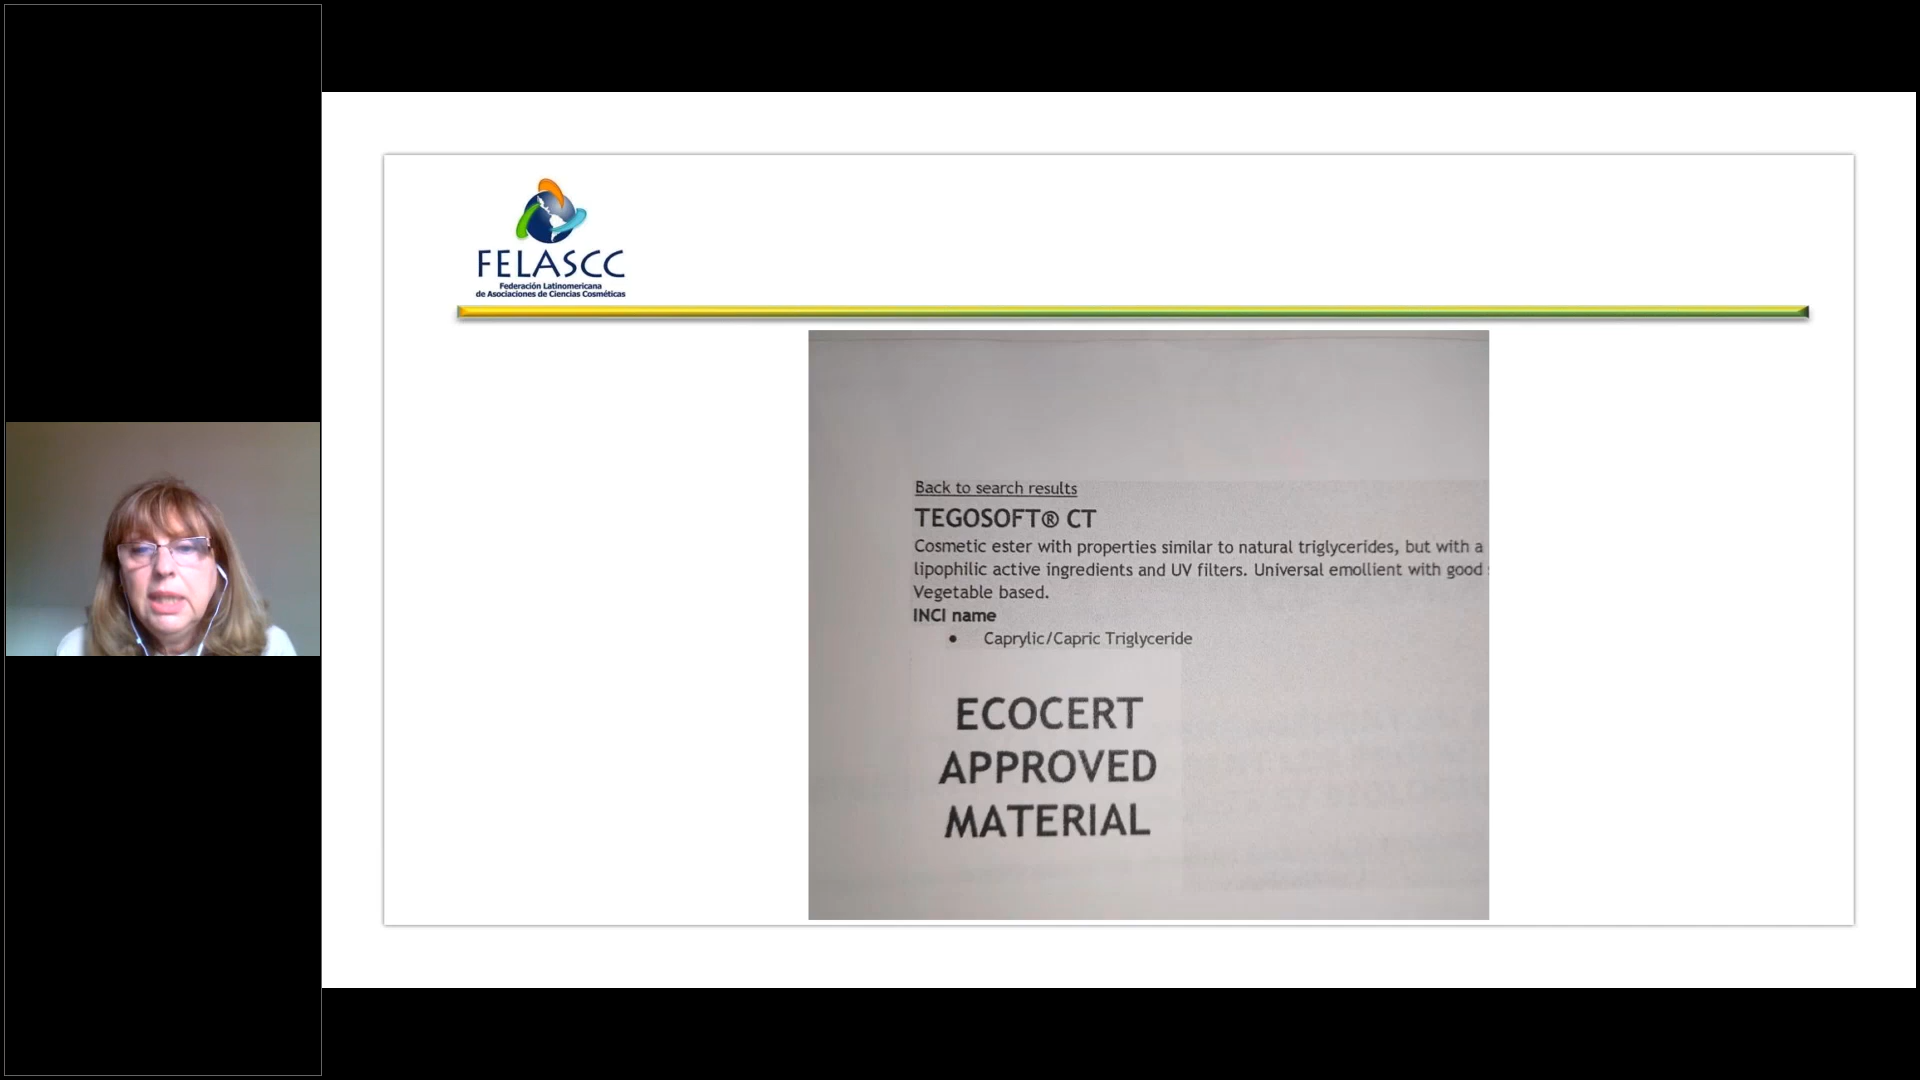 FELASCC
Federación Latinomericana
de Asociaciones de Ciencias Cosméticas
Back to search results
TEGOSOFT® CT
Cosmetic ester with properties similar to natural triglycerides, but with a
lipophilic active ingredients and UV filters. Universal emollient with good
Vegetable based.
INCI name
• Caprylic/Capric Triglyceride
ECOCERT
APPROVED
MATERIAL